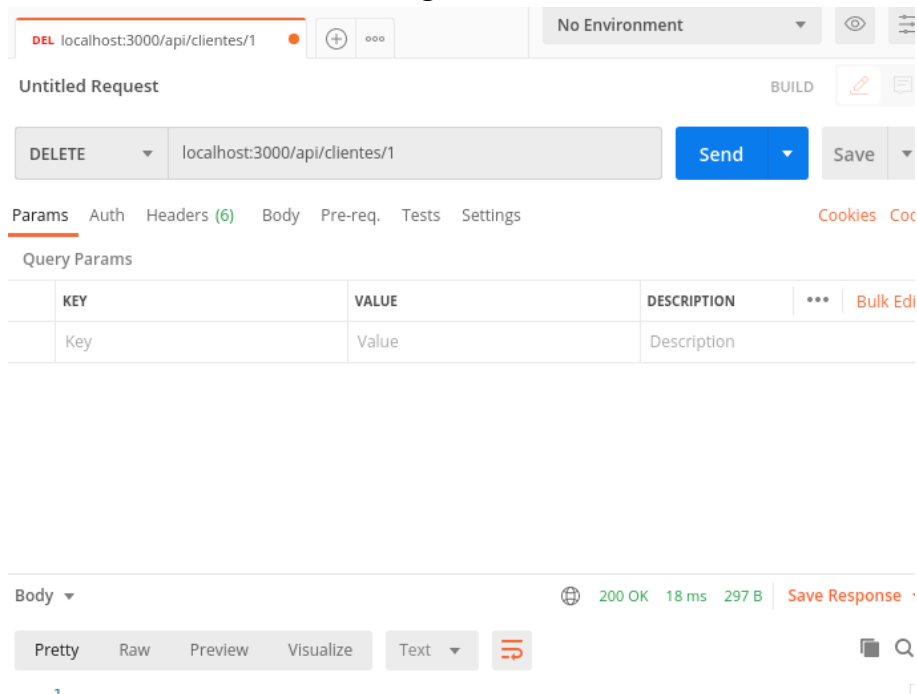 DEL localhost:3000/api/clientes/1 No Environment
Untitled Request BUILD
DELETE localhost:3000/api/clientes/1 Send Save
Params Auth Headers (6) Body Pre-req. Tests Settings Cookies
Query Params
KEY VALUE DESCRIPTION Bulk Edi
Key Value Description
Body 200 OK 18 ms 297 B Save Response
Pretty Raw Preview Visualize Text